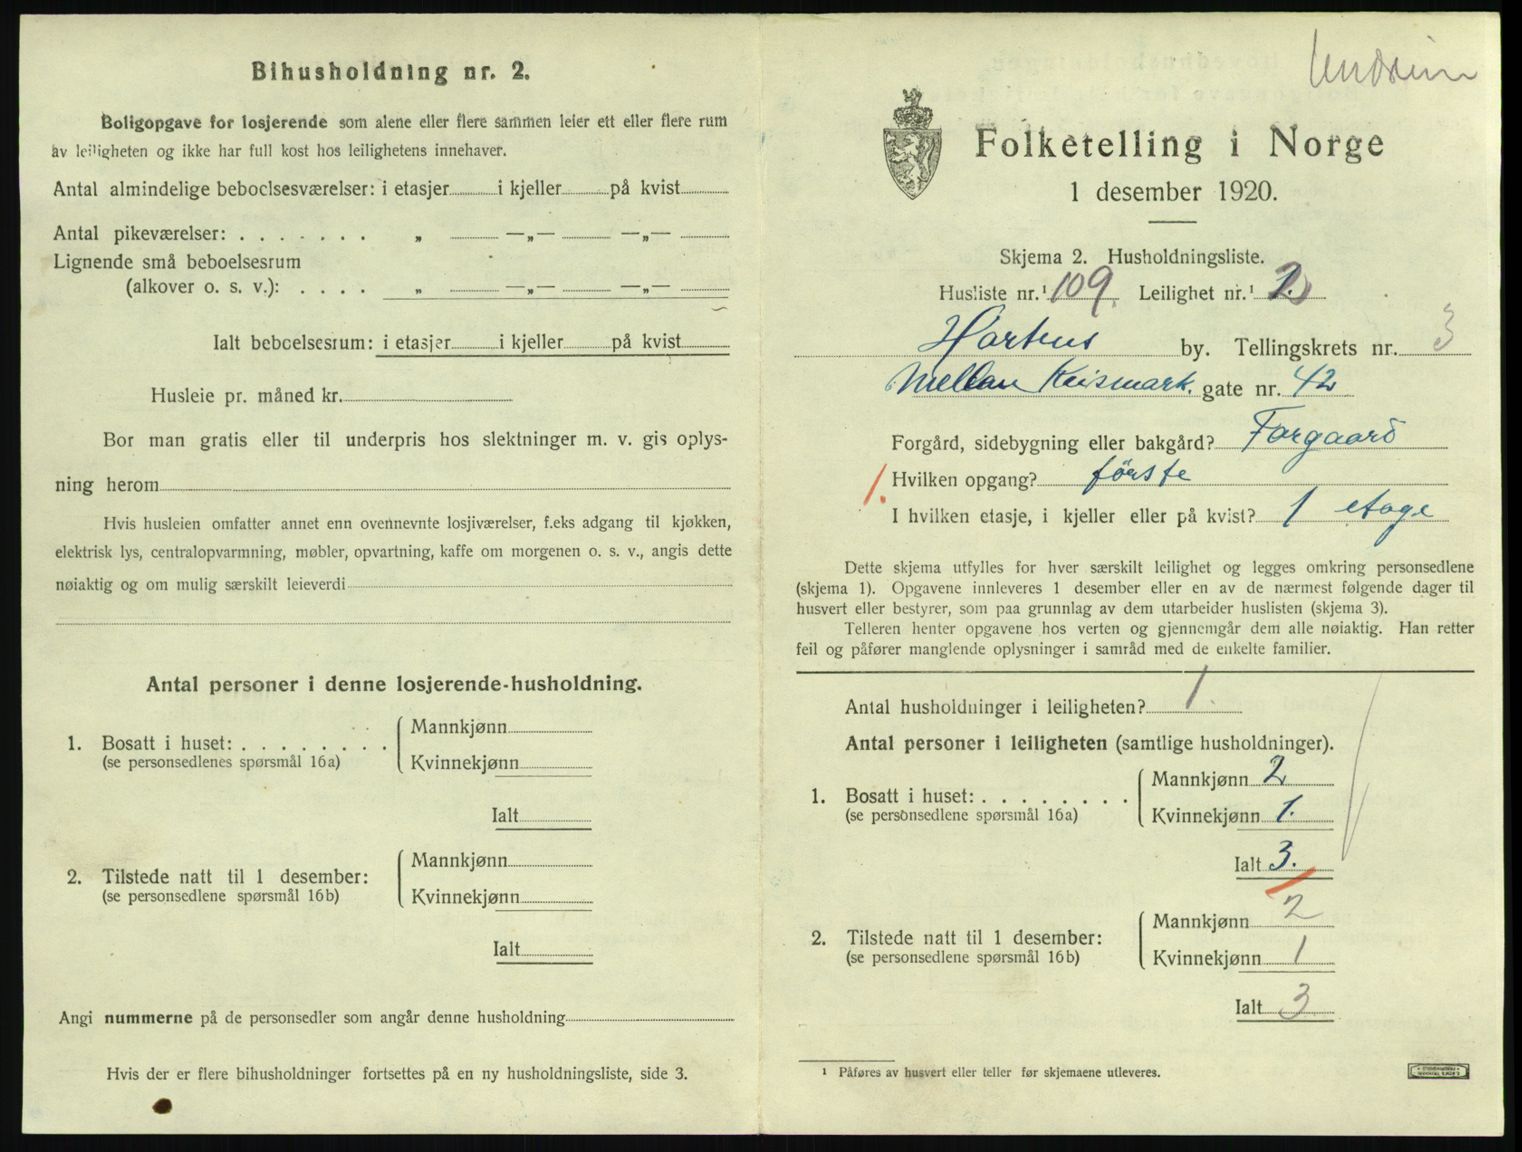 Bihusholdning nr. 2.
Boligopgave for losjerende som alene eller flere sammen leier ett eller flere rum
av leiligheten og ikke har full kost hos leilighetens innehaver.
Antal almindelige beboelsesværelser: i etasjer i kjeller på kvist
Antal pikeværelser: . . . . . . . „ —„— —„—
Lignende små beboelsesrum
(alkover o. s. v.): . . . . „ —„— —„—
Ialt beboelsesrum: i etasjer i kjeller på kvist
Husleie pr. måned kr.
Bor man gratis eller til underpris hos slektninger m. v. gis oplys-
ning herom
Hvis husleien omfatter annet enn ovennevnte losjiværelser, f.eks adgang til kjøkken,
elektrisk lys, centralopvarmning, møbler, opvartning, kaffe om morgenen o. s. v., angis dette
nøiaktig og om mulig særskilt leieverdi
Antal personer i denne losjerende-husholdning.
1. Bosatt i huset: . . . . . . . .
(se personsedlenes spørsmål 16a)
Mannkjønn
Kvinnekjønn
Ialt
2. Tilstede natt til 1 desember:
(se personsedlene spørsmål 16b)
Mannkjønn
Kvinnekjønn
Ialt
Angi nummerne på de personsedler som angår denne husholdning
Hvis der er flere bihusholdninger fortsettes på en ny husholdningsliste, side 3.
Folketelling i Norge
1 desember 1920.
Skjema 2. Husholdningsliste.
Husliste nr.¹ 109. Leilighet nr.¹ 2
Hortens by. Tellingskrets nr. 3
Mellan Keismark. gate nr. 42
Forgård, sidebygning eller bakgård? Forgaard
1. Hvilken opgang? første
I hvilken etasje, i kjeller eller på kvist? 1 etage
Dette skjema utfylles for hver særskilt leilighet og legges omkring personsedlene
(skjema 1). Opgavene innleveres 1 desember eller en av de nærmest følgende dager til
husvert eller bestyrer, som paa grunnlag av dem utarbeider huslisten (skjema 3).
Telleren henter opgavene hos verten og gjennemgår dem alle nøiaktig. Han retter
feil og påfører manglende oplysninger i samråd med de enkelte familier.
Antal husholdninger i leiligheten? 1.
Antal personer i leiligheten (samtlige husholdninger).
1. Bosatt i huset: . . . . . . . .
(se personsedlene spørsmål 16a)
Mannkjønn 2
Kvinnekjønn 1.
Ialt 3.
2. Tilstede natt til 1 desember:
(se personsedlene spørsmål 16b)
Mannkjønn 2
Kvinnekjønn 1
Ialt 3
¹ Påføres av husvert eller teller før skjemaene utleveres.